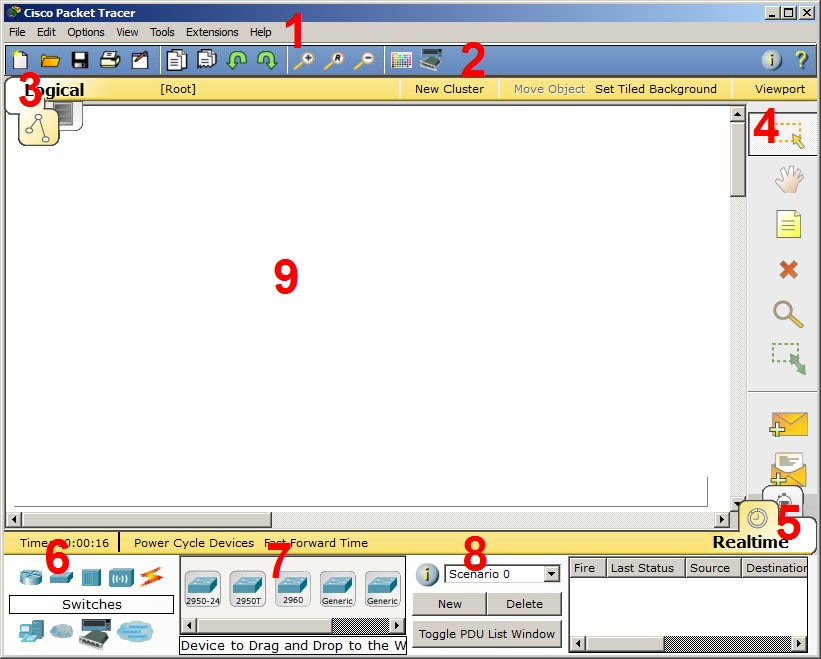 Cisco Packet Tracer
File Edit Options View Tools Extensions Help
1
R
2
3
Logical [Root] New Cluster Move Object Set Tiled Background Viewport
4
9
5
Time: 00:00:16 Power Cycle Devices Fast Forward Time Realtime
6
7
8
Switches
2950-24 2950T 2960 Generic Generic
Device to Drag and Drop to the W
Scenario 0
New Delete
Toggle PDU List Window
Fire Last Status Source Destination